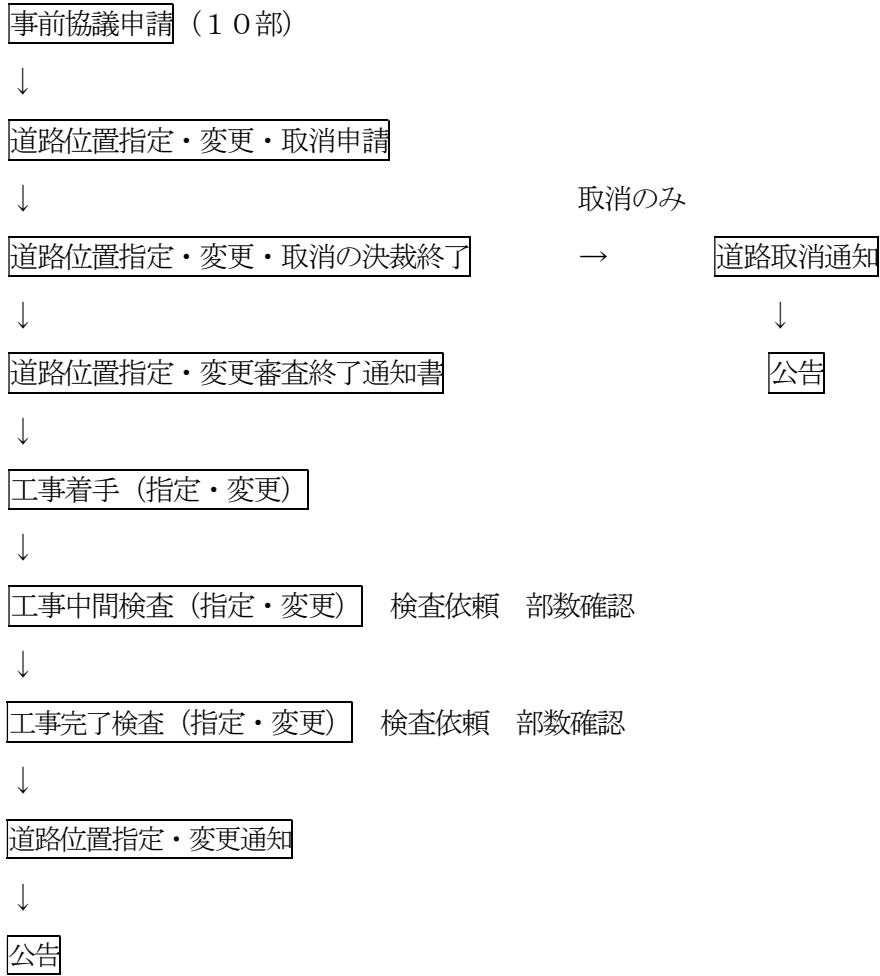 事前協議申請（１０部）
↓
道路位置指定・変更・取消申請
↓ 取消のみ
道路位置指定・変更・取消の決裁終了 → 道路取消通知
↓ ↓
道路位置指定・変更審査終了通知書 公告
↓
工事着手（指定・変更）
↓
工事中間検査（指定・変更） 検査依頼 部数確認
↓
工事完了検査（指定・変更） 検査依頼 部数確認
↓
道路位置指定・変更通知
↓
公告